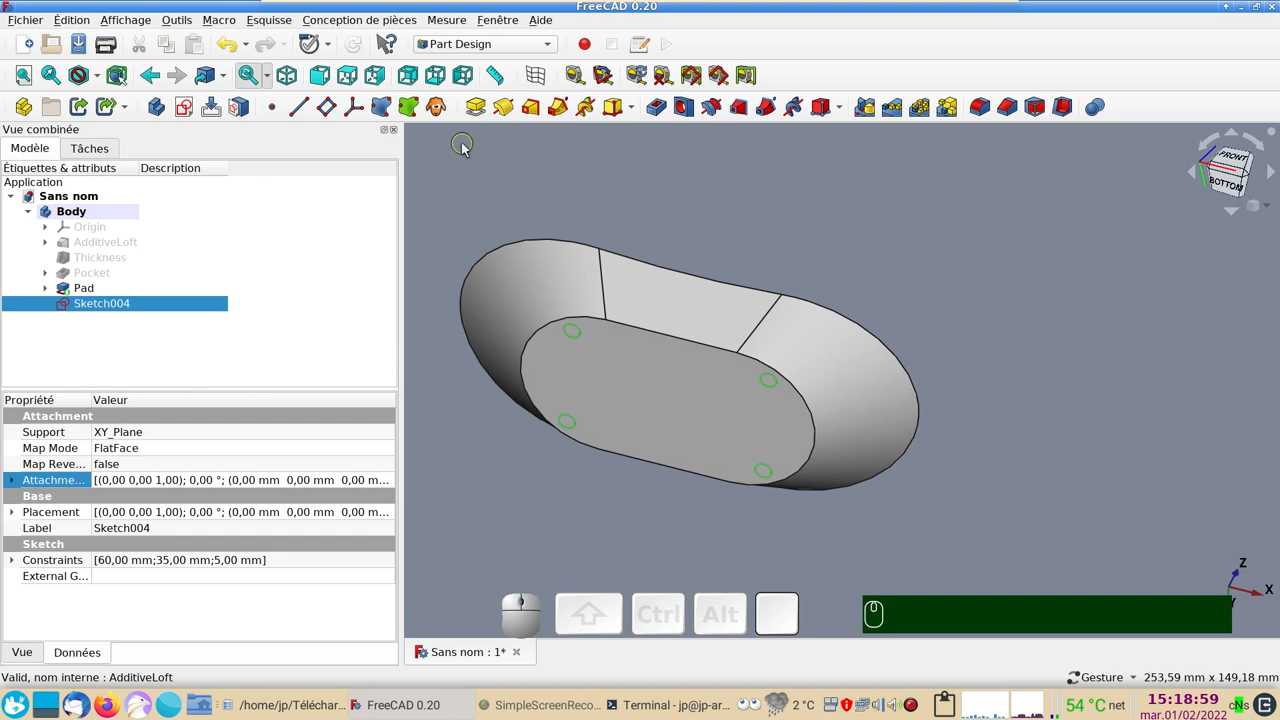 FreeCAD 0.20
Fichier Édition Affichage Outils Macro Esquisse Conception de pièces Mesure Fenêtre Aide
Part Design
Vue combinée
Modèle Tâches
Étiquettes & attributs Description
Application
Sans nom
Body
Origin
AdditiveLoft
Thickness
Pocket
Pad
Sketch004
FRONT
BOTTOM
Propriété Valeur
Attachment
Support XY_Plane
Map Mode FlatFace
Map Reve... false
Attachme... [(0,00 0,00 1,00); 0,00 °; (0,00 mm 0,00 mm 0,00 m...
Base
Placement [(0,00 0,00 1,00); 0,00 °; (0,00 mm 0,00 mm 0,00 m...
Label Sketch004
Sketch
Constraints [60,00 mm;35,00 mm;5,00 mm]
External G...
Z
X
Y
Ctrl Alt
Vue Données
Sans nom : 1*
Valid, nom interne : AdditiveLoft
Gesture 253,59 mm x 149,18 mm
/home/jp/Téléchar... FreeCAD 0.20 SimpleScreenReco... Terminal - jp@jp-ar... 2 °C 54 °C net 15:18:59 cNs
mar.01/02/2022